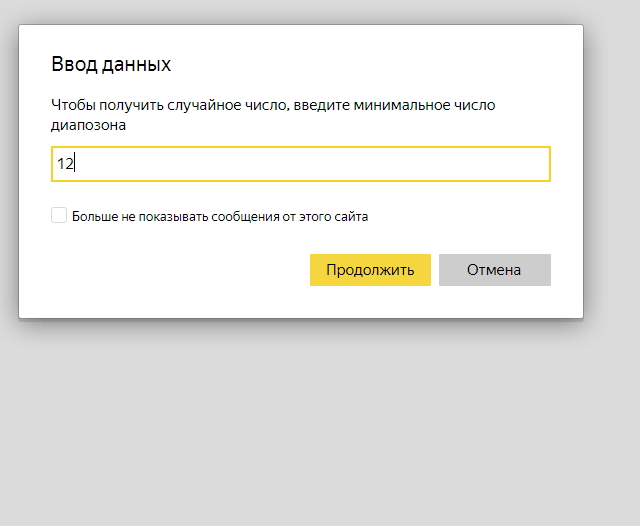 Ввод данных
Чтобы получить случайное число, введите минимальное число
диапозона
12
Больше не показывать сообщения от этого сайта
Продолжить Отмена